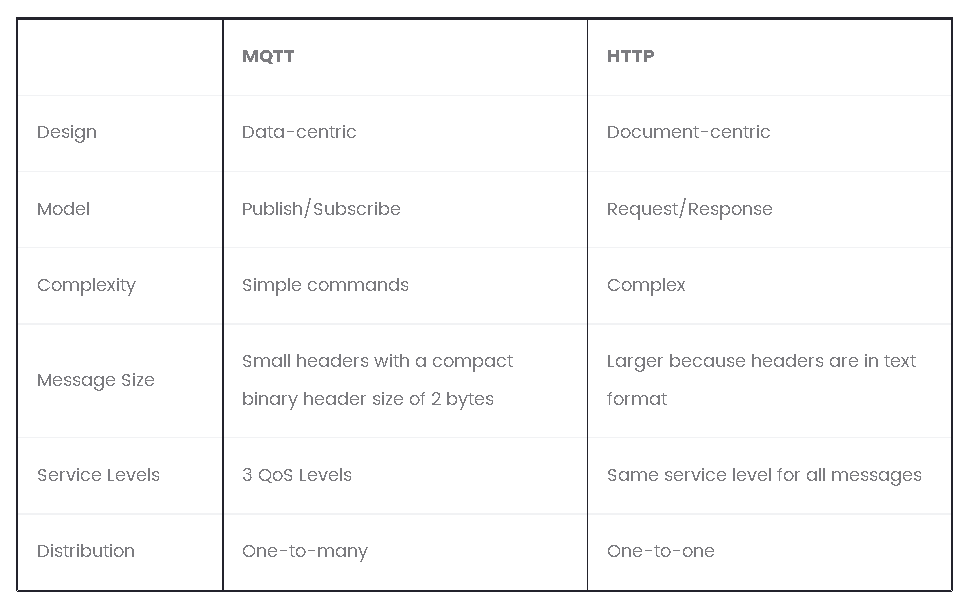 MQTT HTTP
Design Data-centric Document-centric
Model Publish/Subscribe Request/Response
Complexity Simple commands Complex
Message Size Small headers with a compact Larger because headers are in text
binary header size of 2 bytes format
Service Levels 3 QoS Levels Same service level for all messages
Distribution One-to-many One-to-one